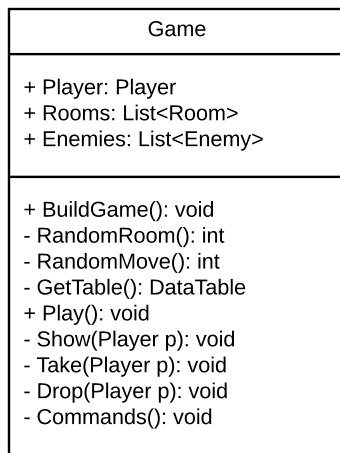 Game
+ Player: Player
+ Rooms: List<Room>
+ Enemies: List<Enemy>
+ BuildGame(): void
- RandomRoom(): int
- RandomMove(): int
- GetTable(): DataTable
+ Play(): void
- Show(Player p): void
- Take(Player p): void
- Drop(Player p): void
- Commands(): void